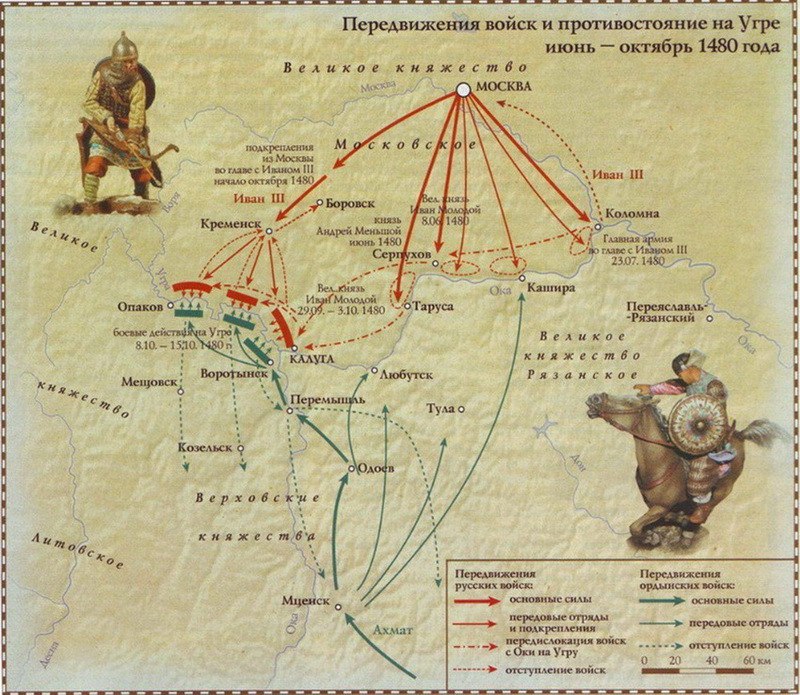 Передвижения войск и противостояние на Угре
июнь — октябрь 1480 года
Великое княжество
Москва
МОСКВА
подкрепления
из Москвы
во главе с Иваном III
начало октября 1480
Московское
Иван III
Иван III
Боровск
Вел. князь
Иван Молодой
8.06. 1480
Коломна
Кременск
князь
Андрей Меньшой
июнь 1480
Великое
Главная армия
во главе с Иваном III
23.07. 1480
Серпухов
Угра
Ока
Кашира
Вел. князь
Иван Молодой
29.09. – 3.10. 1480
Опаков
Таруса
Переяславль-
Рязанский
Ока
боевые действия на Угре
8.10. – 15.10. 1480 г.
КАЛУГА
Великое
княжество
Рязанское
Воротынск
Любутск
Мещовск
княжество
Перемышль
Тула
Козельск
Одоев
Дон
Верховские
княжества
Литовское
Мценск
Ока
Ахмат
Десна
Передвижения
русских войск:
основные силы
передовые отряды
и подкрепления
передислокация войск
с Оки на Угру
отступление войск
Передвижения
ордынских войск:
основные силы
передовые отряды
отступление войск
0 20 40 60 км